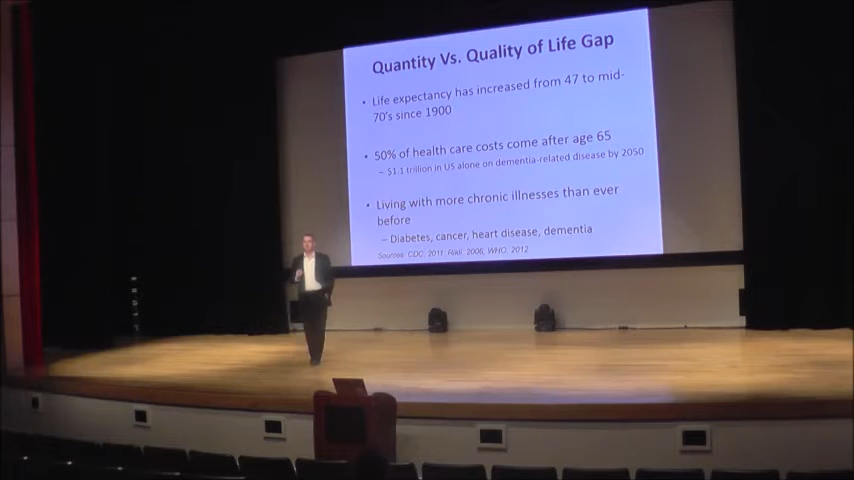 Quantity Vs. Quality of Life Gap
• Life expectancy has increased from 47 to mid-
70's since 1900
• 50% of health care costs come after age 65
– $1.1 trillion in US alone on dementia-related disease by 2050
• Living with more chronic illnesses than ever
before
– Diabetes, cancer, heart disease, dementia
Sources: CDC, 2011; Rikli, 2006; WHO, 2012